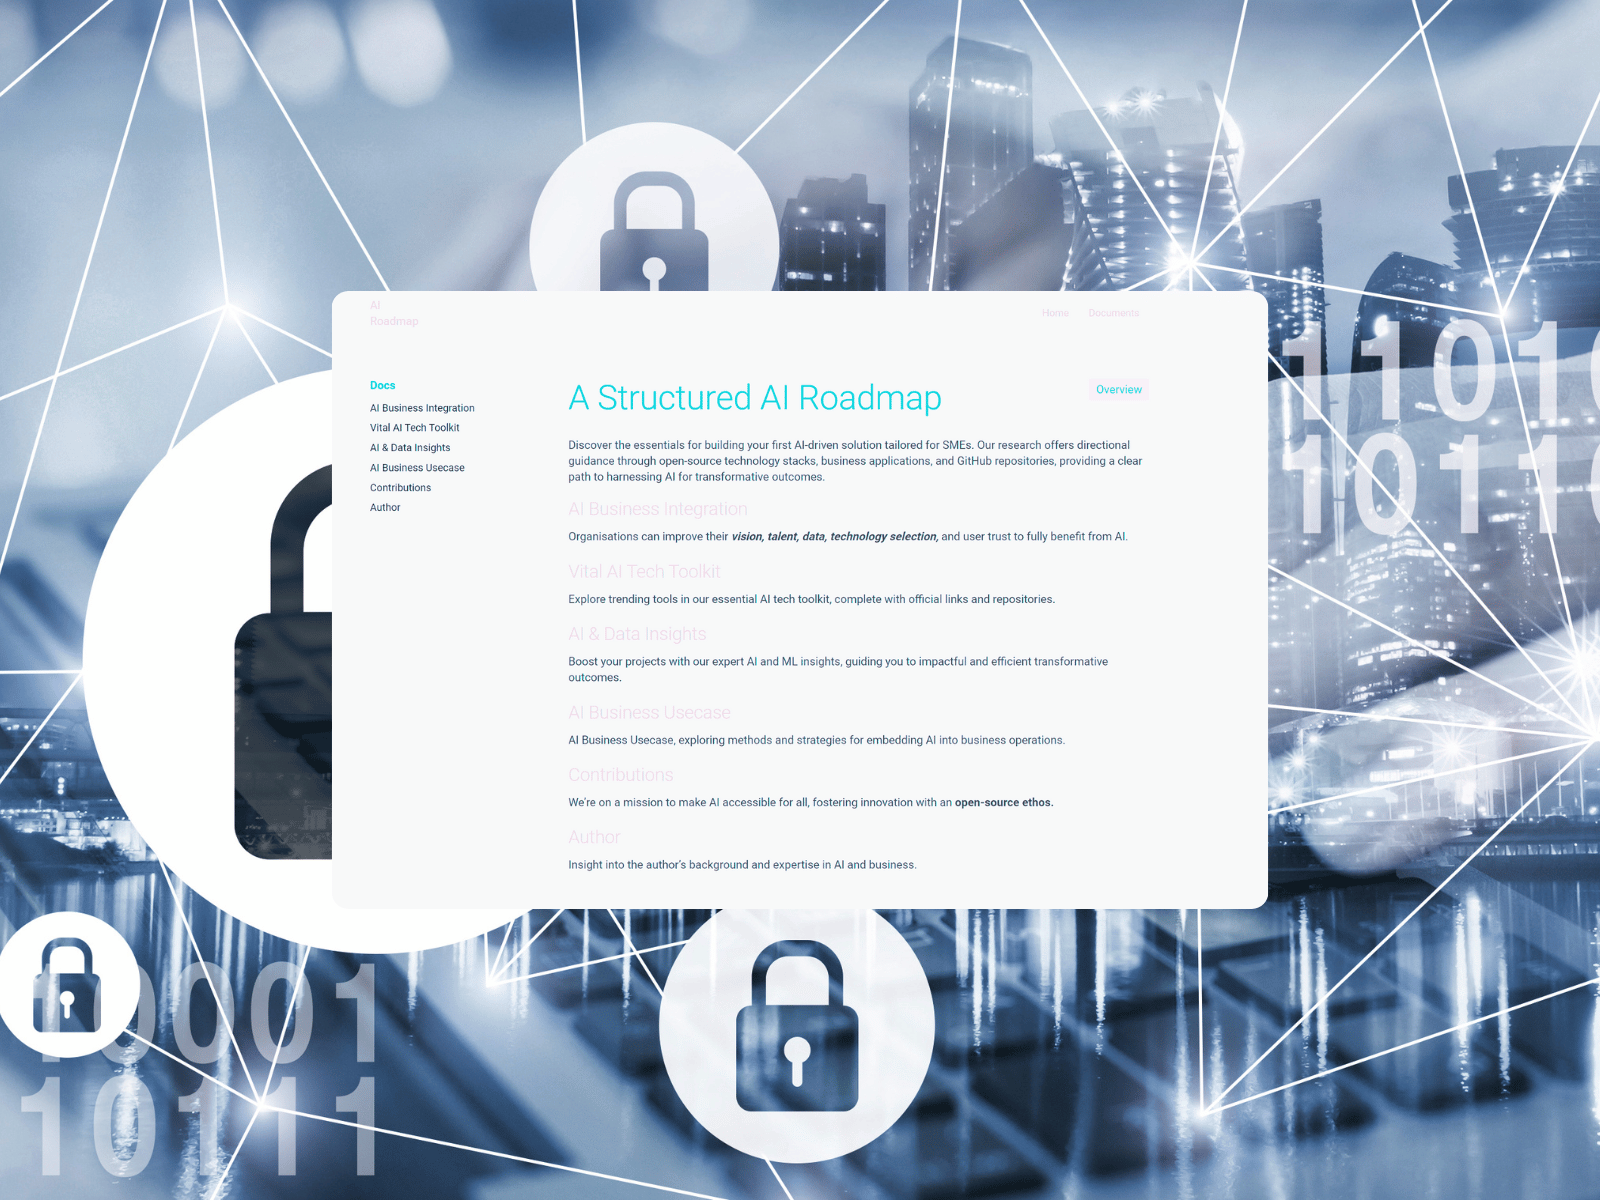 AI
Roadmap
Home Documents
Docs
AI Business Integration
Vital AI Tech Toolkit
AI & Data Insights
AI Business Usecase
Contributions
Author
A Structured AI Roadmap
Overview
Discover the essentials for building your first AI-driven solution tailored for SMEs. Our research offers directional
guidance through open-source technology stacks, business applications, and GitHub repositories, providing a clear
path to harnessing AI for transformative outcomes.
AI Business Integration
Organisations can improve their vision, talent, data, technology selection, and user trust to fully benefit from AI.
Vital AI Tech Toolkit
Explore trending tools in our essential AI tech toolkit, complete with official links and repositories.
AI & Data Insights
Boost your projects with our expert AI and ML insights, guiding you to impactful and efficient transformative
outcomes.
AI Business Usecase
AI Business Usecase, exploring methods and strategies for embedding AI into business operations.
Contributions
We're on a mission to make AI accessible for all, fostering innovation with an open-source ethos.
Author
Insight into the author's background and expertise in AI and business.
1101
1011
10001
10111